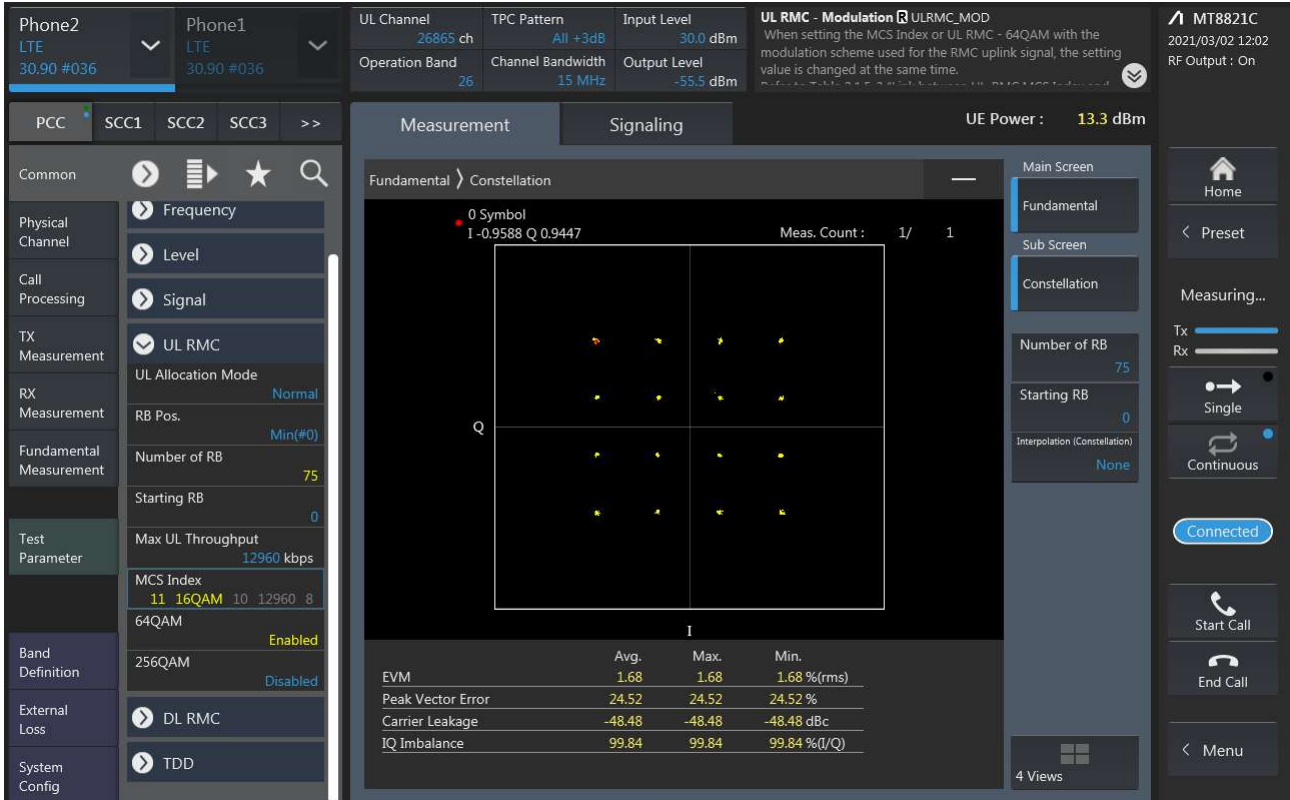 Phone2
LTE
30.90 #036
Phone1
LTE
30.90 #036
UL Channel
26865 ch
TPC Pattern
All +3dB
Input Level
30.0 dBm
Operation Band
26
Channel Bandwidth
15 MHz
Output Level
-55.5 dBm
UL RMC - Modulation R ULRMC_MOD
When setting the MCS Index or UL RMC - 64QAM with the
modulation scheme used for the RMC uplink signal, the setting
value is changed at the same time.
MT8821C
2021/03/02 12:02
RF Output : On
PCC SCC1 SCC2 SCC3 >>
Measurement
Signaling
UE Power : 13.3 dBm
Common
Physical
Channel
Call
Processing
TX
Measurement
RX
Measurement
Fundamental
Measurement
Test
Parameter
Band
Definition
External
Loss
System
Config
Frequency
Level
Signal
UL RMC
UL Allocation Mode
Normal
RB Pos.
Min(#0)
Number of RB
75
Starting RB
0
Max UL Throughput
12960 kbps
MCS Index
11 16QAM 10 12960 8
64QAM
Enabled
256QAM
Disabled
DL RMC
TDD
Fundamental 〉 Constellation
0 Symbol
I -0.9588 Q 0.9447
Meas. Count : 1/ 1
Q
I
Avg. Max. Min.
EVM 1.68 1.68 1.68 %(rms)
Peak Vector Error 24.52 24.52 24.52 %
Carrier Leakage -48.48 -48.48 -48.48 dBc
IQ Imbalance 99.84 99.84 99.84 %(I/Q)
Main Screen
Fundamental
Sub Screen
Constellation
Number of RB
75
Starting RB
0
Interpolation (Constellation)
None
4 Views
Home
< Preset
Measuring...
Tx
Rx
Single
Continuous
Connected
Start Call
End Call
< Menu